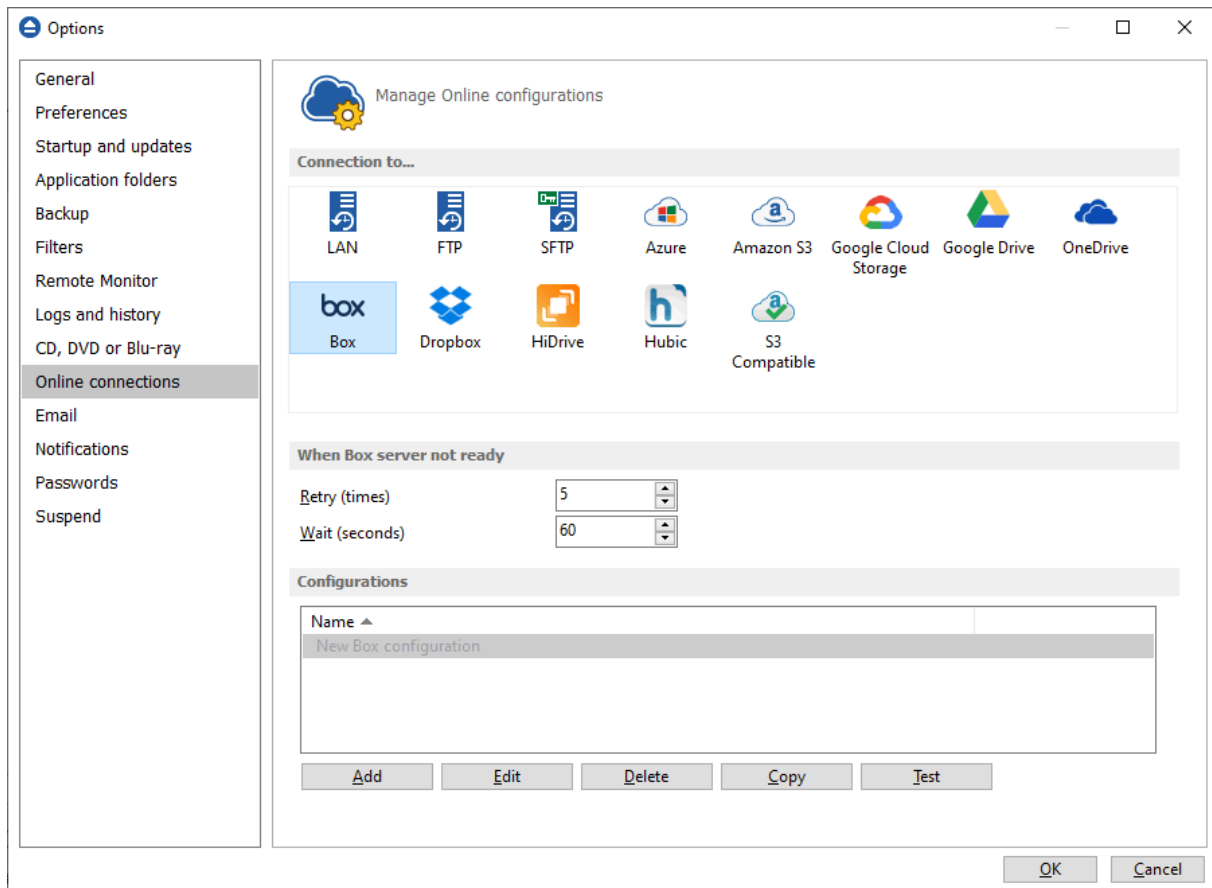 Options
General
Preferences
Startup and updates
Application folders
Backup
Filters
Remote Monitor
Logs and history
CD, DVD or Blu-ray
Online connections
Email
Notifications
Passwords
Suspend
Manage Online configurations
Connection to...
LAN
FTP
SFTP
Azure
a
Amazon S3
Google Cloud
Storage
Google Drive
OneDrive
box
Box
Dropbox
HiDrive
h
Hubic
a
S3
Compatible
When Box server not ready
Retry (times)
5
Wait (seconds)
60
Configurations
Name
New Box configuration
Add
Edit
Delete
Copy
Test
OK
Cancel